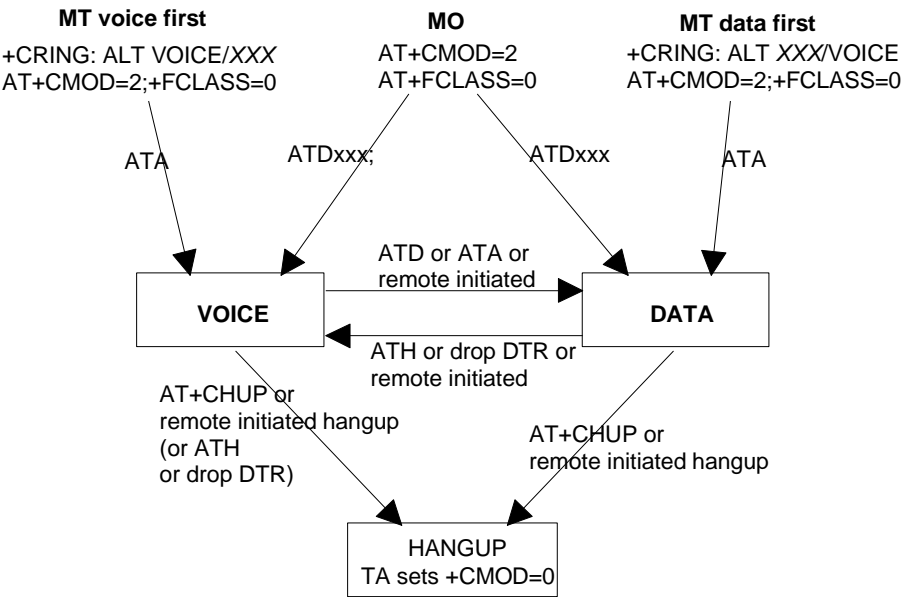 MT voice first
+CRING: ALT VOICE/XXX
AT+CMOD=2;+FCLASS=0
MO
AT+CMOD=2
AT+FCLASS=0
MT data first
+CRING: ALT XXX/VOICE
AT+CMOD=2;+FCLASS=0
ATA
ATDxxx;
ATDxxx
ATA
ATD or ATA or
remote initiated
VOICE
DATA
ATH or drop DTR or
remote initiated
AT+CHUP or
remote initiated hangup
(or ATH
or drop DTR)
AT+CHUP or
remote initiated hangup
HANGUP
TA sets +CMOD=0